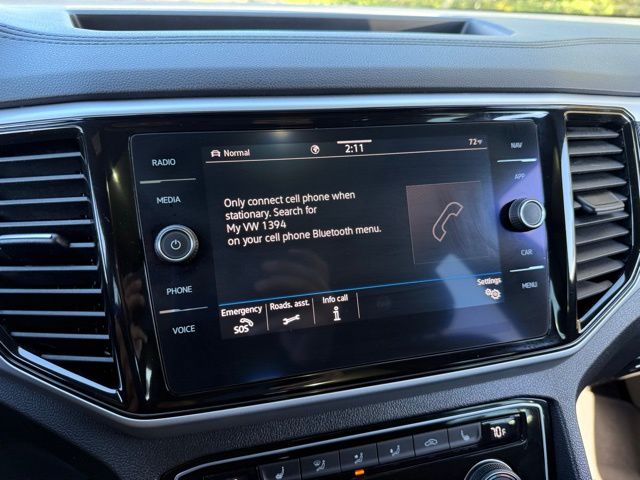 RADIO
MEDIA
PHONE
VOICE
Normal
2:11
72°F
Only connect cell phone when
stationary. Search for
My VW 1394
on your cell phone Bluetooth menu.
Emergency
SOS
Roads. asst.
Info call
i
Settings
NAV
APP
CAR
MENU
70°F